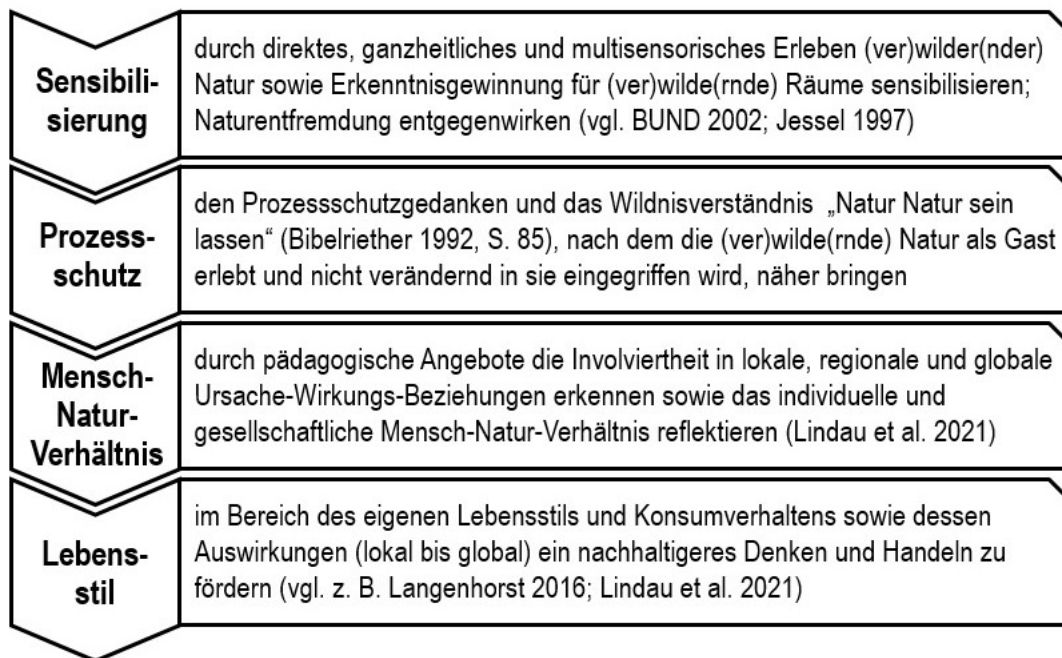 Sensibili-
sierung
durch direktes, ganzheitliches und multisensorisches Erleben (ver)wilder(nder)
Natur sowie Erkenntnisgewinnung für (ver)wilde(rnde) Räume sensibilisieren;
Naturentfremdung entgegenwirken (vgl. BUND 2002; Jessel 1997)
Prozess-
schutz
den Prozessschutzgedanken und das Wildnisverständnis „Natur Natur sein
lassen“ (Bibelriether 1992, S. 85), nach dem die (ver)wilde(rnde) Natur als Gast
erlebt und nicht verändernd in sie eingegriffen wird, näher bringen
Mensch-
Natur-
Verhältnis
durch pädagogische Angebote die Involviertheit in lokale, regionale und globale
Ursache-Wirkungs-Beziehungen erkennen sowie das individuelle und
gesellschaftliche Mensch-Natur-Verhältnis reflektieren (Lindau et al. 2021)
Lebens-
stil
im Bereich des eigenen Lebensstils und Konsumverhaltens sowie dessen
Auswirkungen (lokal bis global) ein nachhaltigeres Denken und Handeln zu
fördern (vgl. z. B. Langenhorst 2016; Lindau et al. 2021)